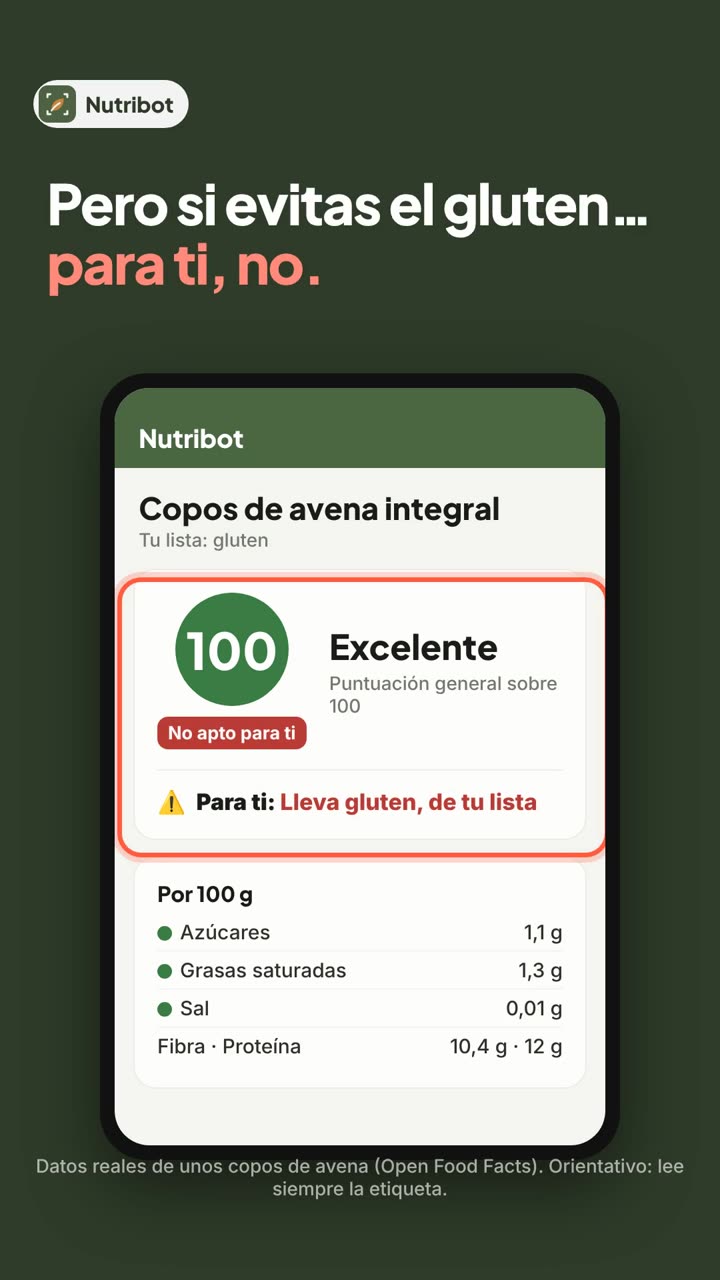 Nutribot
Pero si evitas el gluten...
para ti, no.
Nutribot
Copos de avena integral
Tu lista: gluten
100
Excelente
Puntuación general sobre
100
No apto para ti
⚠️ Para ti: Lleva gluten, de tu lista
Por 100 g
Azúcares 1,1 g
Grasas saturadas 1,3 g
Sal 0,01 g
Fibra · Proteína 10,4 g · 12 g
Datos reales de unos copos de avena (Open Food Facts). Orientativo: lee
siempre la etiqueta.